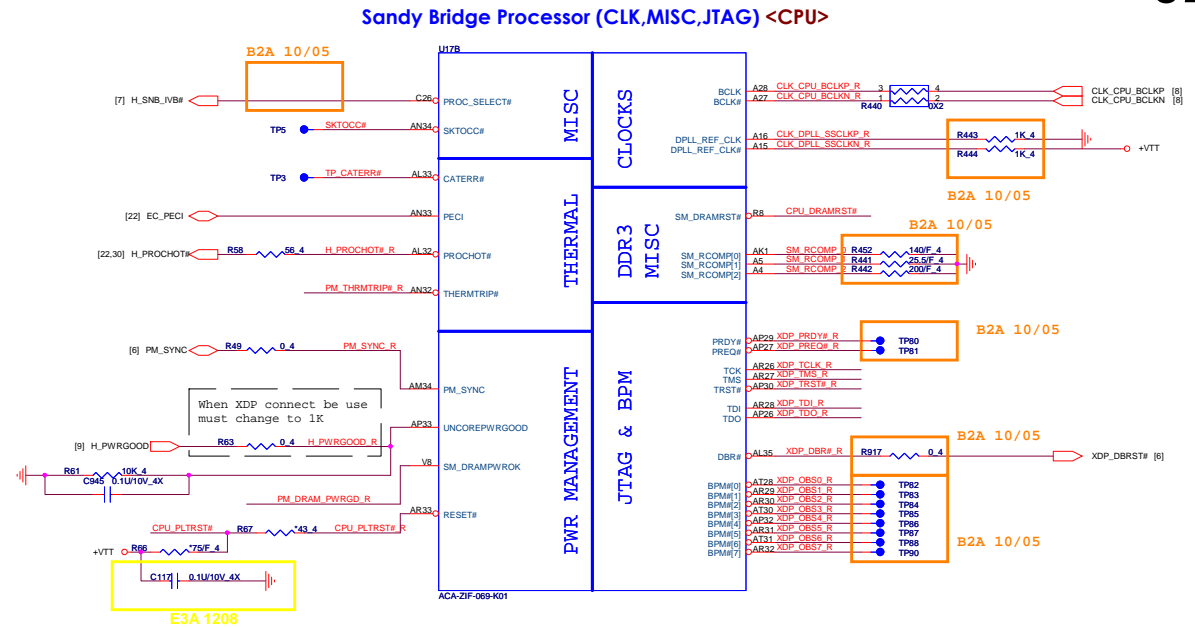 Sandy Bridge Processor (CLK,MISC,JTAG) <CPU>
B2A 10/05
U17B
[7] H_SNB_IVB#
C26
PROC_SELECT#
TP5
SKTOCC#
AN34
SKTOCC#
MISC
TP3
TP_CATERR#
AL33
CATERR#
[22] EC_PECI
AN33
PECI
[22,30] H_PROCHOT#
R58
56_4
H_PROCHOT#_R
AL32
PROCHOT#
PM_THRMTRIP#_R
AN32
THERMTRIP#
THERMAL
[6] PM_SYNC
R49
0_4
PM_SYNC_R
AM34
PM_SYNC
When XDP connect be use
must change to 1K
[9] H_PWRGOOD
R63
0_4
H_PWRGOOD_R
AP33
UNCOREPWRGOOD
R61
10K_4
C945
0.1U/10V_4X
V8
SM_DRAMPWROK
PM_DRAM_PWRGD_R
CPU_PLTRST#
R67
*43_4
CPU_PLTRST#_R
AR33
RESET#
+VTT
R66
*75/F_4
C117
0.1U/10V_4X
E3A 1208
PWR MANAGEMENT
ACA-ZIF-069-K01
CLOCKS
BCLK
A28
CLK_CPU_BCLKP_R
3
4
CLK_CPU_BCLKP [8]
BCLK#
A27
CLK_CPU_BCLKN_R
1
2
CLK_CPU_BCLKN [8]
R440
0X2
DPLL_REF_CLK
A16
CLK_DPLL_SSCLKP_R
R443
1K_4
DPLL_REF_CLK#
A15
CLK_DPLL_SSCLKN_R
R444
1K_4
+VTT
B2A 10/05
DDR3
MISC
SM_DRAMRST#
R8
CPU_DRAMRST#
B2A 10/05
SM_RCOMP[0]
AK1
SM_RCOMP_0
R452
140/F_4
SM_RCOMP[1]
A5
SM_RCOMP_1
R441
25.5/F_4
SM_RCOMP[2]
A4
SM_RCOMP_2
R442
200/F_4
JTAG & BPM
PRDY#
AP29
XDP_PRDY#_R
TP80
PREQ#
AP27
XDP_PREQ#_R
TP81
B2A 10/05
TCK
AR26
XDP_TCLK_R
TMS
AR27
XDP_TMS_R
TRST#
AP30
XDP_TRST#_R
TDI
AR28
XDP_TDI_R
TDO
AP26
XDP_TDO_R
B2A 10/05
DBR#
AL35
XDP_DBR#_R
R917
0_4
XDP_DBRST# [6]
BPM#[0]
AT28
XDP_OBS0_R
TP82
BPM#[1]
AR29
XDP_OBS1_R
TP83
BPM#[2]
AR30
XDP_OBS2_R
TP84
BPM#[3]
AT30
XDP_OBS3_R
TP85
BPM#[4]
AP32
XDP_OBS4_R
TP86
BPM#[5]
AR31
XDP_OBS5_R
TP87
BPM#[6]
AT31
XDP_OBS6_R
TP88
BPM#[7]
AR32
XDP_OBS7_R
TP90
B2A 10/05